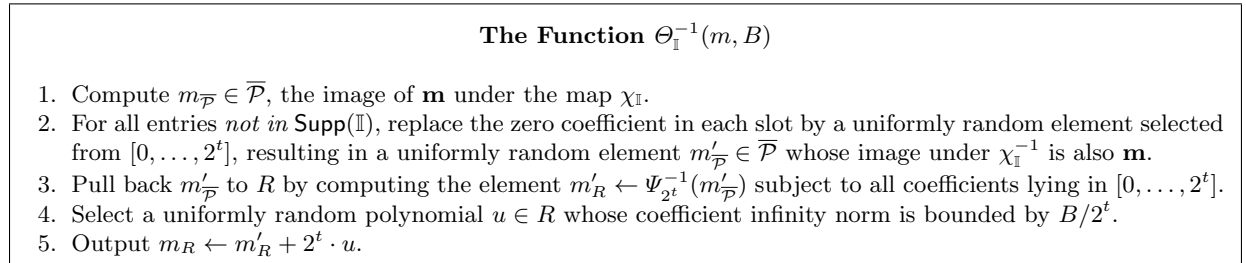 The Function Θ_𝕀^{-1}(m, B)
1. Compute m_{\overline{𝒫}} ∈ \overline{𝒫}, the image of m under the map χ_𝕀.
2. For all entries not in Supp(𝕀), replace the zero coefficient in each slot by a uniformly random element selected
from [0, . . . , 2^t], resulting in a uniformly random element m'_{\overline{𝒫}} ∈ \overline{𝒫} whose image under χ_𝕀^{-1} is also m.
3. Pull back m'_{\overline{𝒫}} to R by computing the element m'_R ← Ψ_{2^t}^{-1}(m'_{\overline{𝒫}}) subject to all coefficients lying in [0, . . . , 2^t].
4. Select a uniformly random polynomial u ∈ R whose coefficient infinity norm is bounded by B/2^t.
5. Output m_R ← m'_R + 2^t · u.